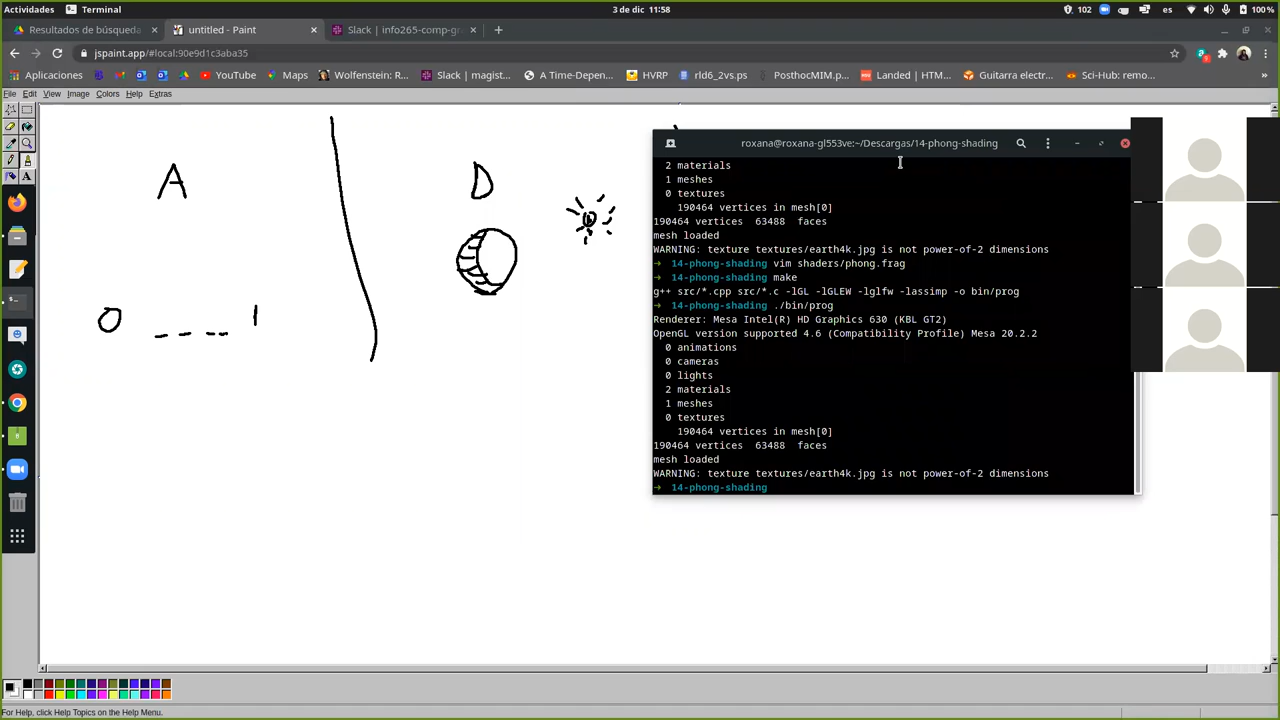 Actividades
Terminal
3 de dic 11:58
102
es
100 %
Resultados de búsqueda
untitled - Paint
Slack | info265-comp-gr
jspaint.app/#local:90e9d1c3aba35
Aplicaciones
YouTube
Maps
Wolfenstein: R...
Slack | magist...
A Time-Depen...
HVRP
rld6_2vs.ps
PosthocMIM.p...
Landed | HTM...
Guitarra electr...
Sci-Hub: remo...
»
File Edit View Image Colors Help Extras
A
D
0 _ _ _ 1
roxana@roxana-gl553ve:~/Descargas/14-phong-shading
2 materials
1 meshes
0 textures
190464 vertices in mesh[0]
190464 vertices 63488 faces
mesh loaded
WARNING: texture textures/earth4k.jpg is not power-of-2 dimensions
→ 14-phong-shading vim shaders/phong.frag
→ 14-phong-shading make
g++ src/*.cpp src/*.c -lGL -lGLEW -lglfw -lassimp -o bin/prog
→ 14-phong-shading ./bin/prog
Renderer: Mesa Intel(R) HD Graphics 630 (KBL GT2)
OpenGL version supported 4.6 (Compatibility Profile) Mesa 20.2.2
0 animations
0 cameras
0 lights
2 materials
1 meshes
0 textures
190464 vertices in mesh[0]
190464 vertices 63488 faces
mesh loaded
WARNING: texture textures/earth4k.jpg is not power-of-2 dimensions
→ 14-phong-shading
For Help, click Help Topics on the Help Menu.